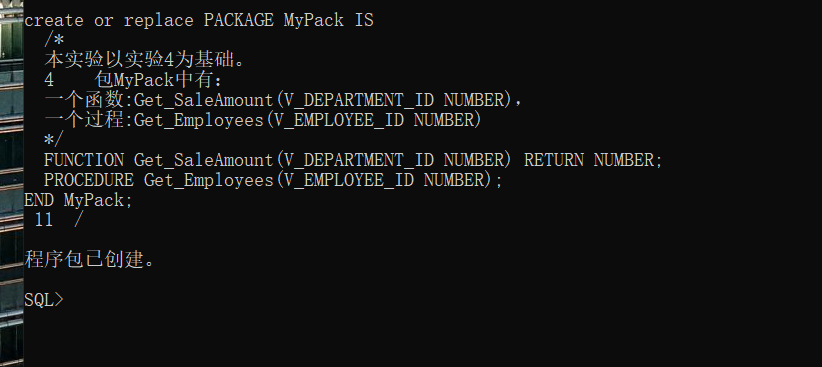 create or replace PACKAGE MyPack IS
/*
本实验以实验4为基础。
4 包MyPack中有：
一个函数:Get_SaleAmount(V_DEPARTMENT_ID NUMBER)，
一个过程:Get_Employees(V_EMPLOYEE_ID NUMBER)
*/
FUNCTION Get_SaleAmount(V_DEPARTMENT_ID NUMBER) RETURN NUMBER;
PROCEDURE Get_Employees(V_EMPLOYEE_ID NUMBER);
END MyPack;
11 /
程序包已创建。
SQL>